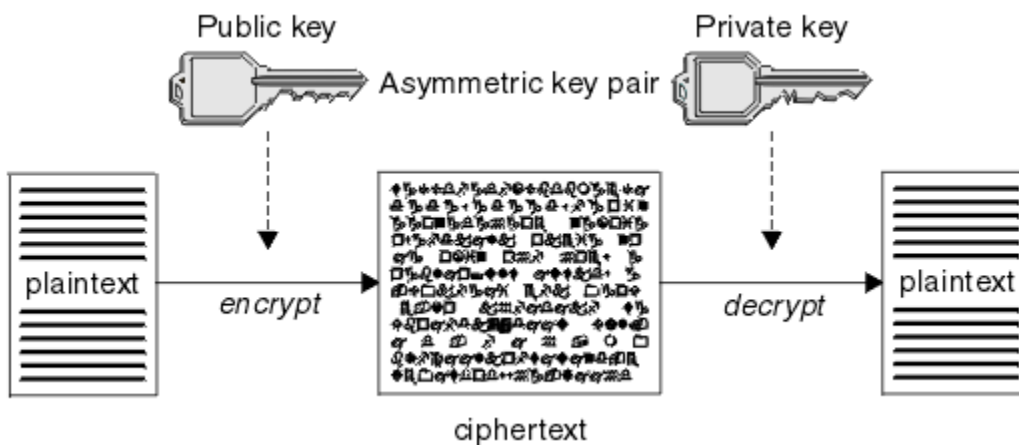 Public key
Private key
Asymmetric key pair
plaintext
encrypt
decrypt
plaintext
ciphertext